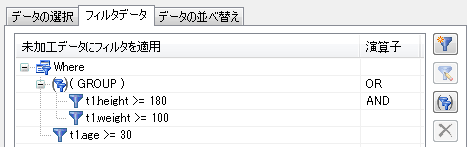 データの選択 フィルタデータ データの並べ替え
未加工データにフィルタを適用 演算子
Where
( GROUP ) OR
t1.height >= 180 AND
t1.weight >= 100
t1.age >= 30